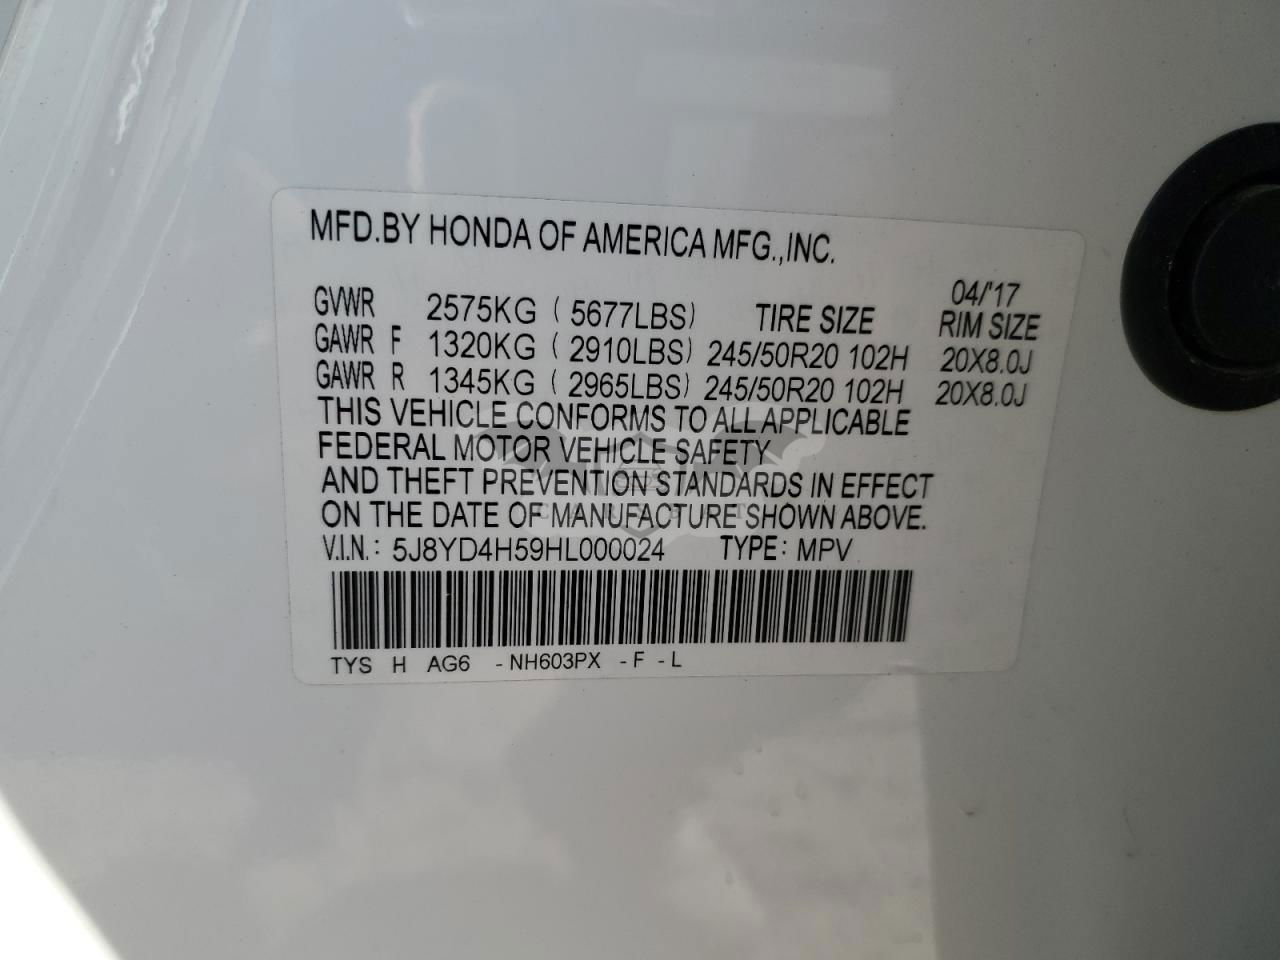 MFD.BY HONDA OF AMERICA MFG.,INC.
04/'17
GVWR 2575KG ( 5677LBS) TIRE SIZE RIM SIZE
GAWR F 1320KG ( 2910LBS) 245/50R20 102H 20X8.0J
GAWR R 1345KG ( 2965LBS) 245/50R20 102H 20X8.0J
THIS VEHICLE CONFORMS TO ALL APPLICABLE
FEDERAL MOTOR VEHICLE SAFETY
AND THEFT PREVENTION STANDARDS IN EFFECT
ON THE DATE OF MANUFACTURE SHOWN ABOVE.
V.I.N.: 5J8YD4H59HL000024 TYPE: MPV
TYS H AG6 - NH603PX - F - L